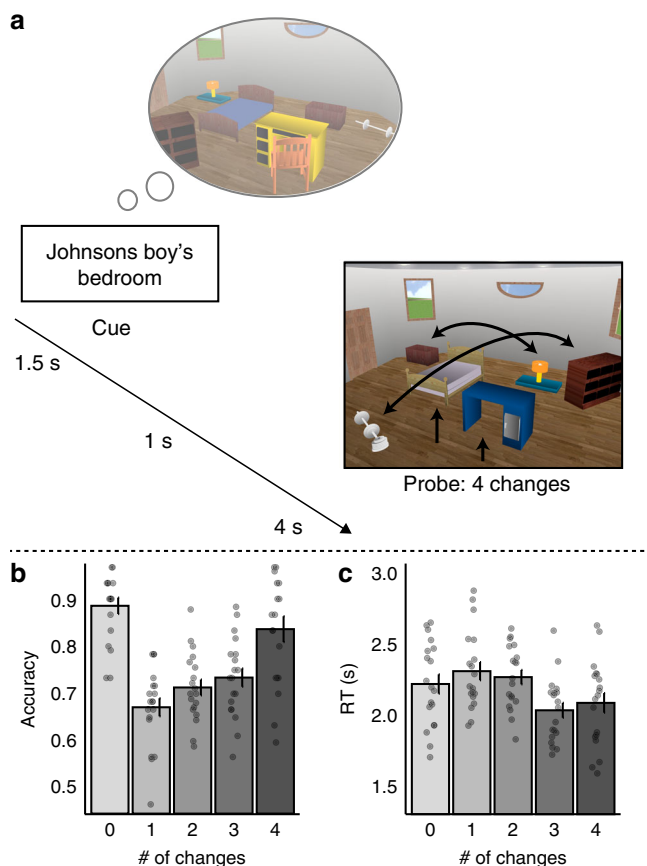 a
Johnsons boy's
bedroom
Cue
1.5 s
1 s
4 s
Probe: 4 changes
b
Accuracy
0.9
0.8
0.7
0.6
0.5
0 1 2 3 4
# of changes
c
RT (s)
3.0
2.5
2.0
1.5
0 1 2 3 4
# of changes